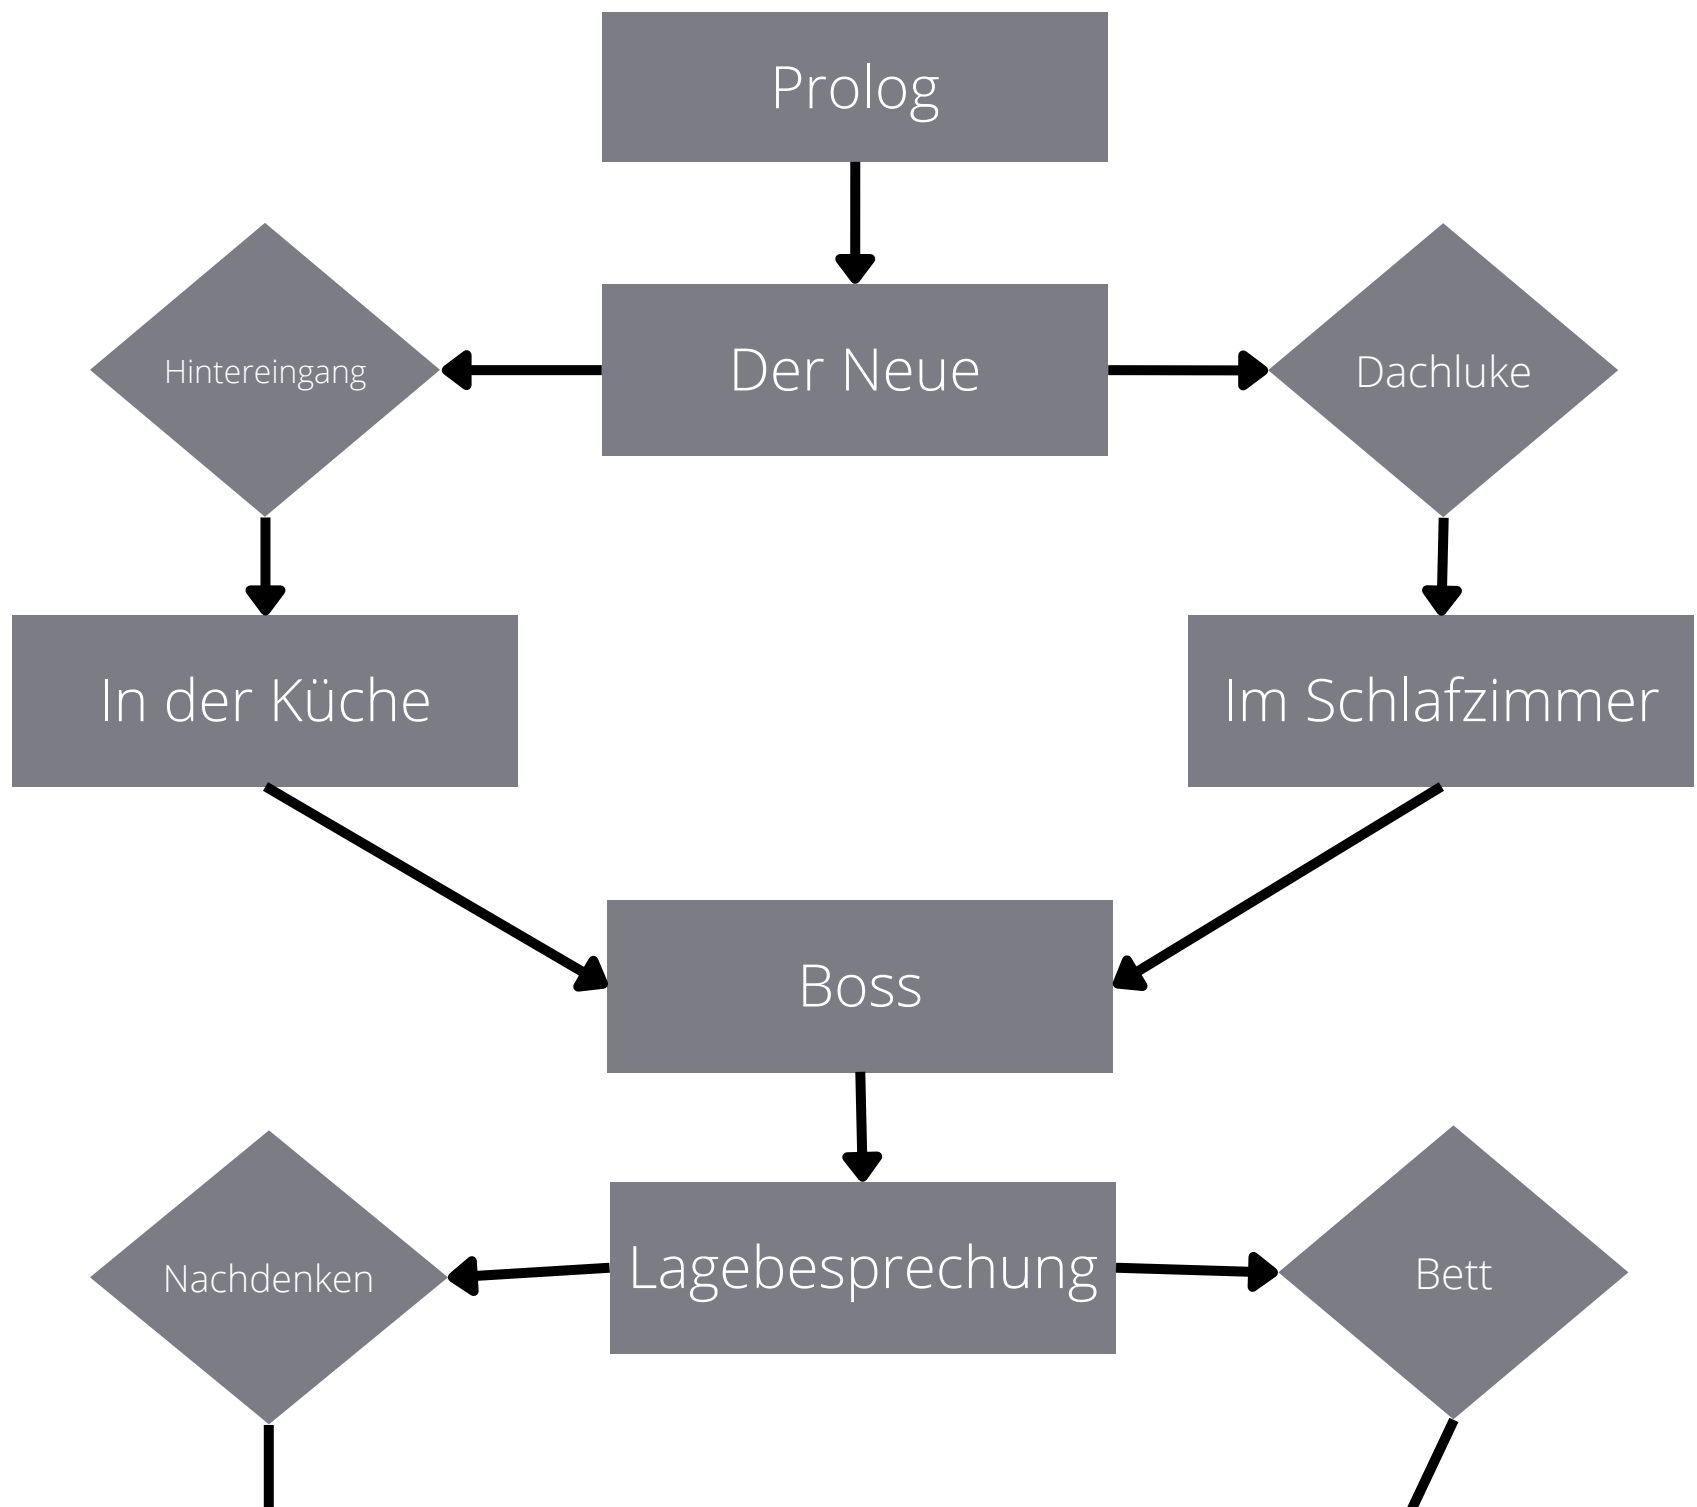 Prolog
Hintereingang
Der Neue
Dachluke
In der Küche
Im Schlafzimmer
Boss
Nachdenken
Lagebesprechung
Bett